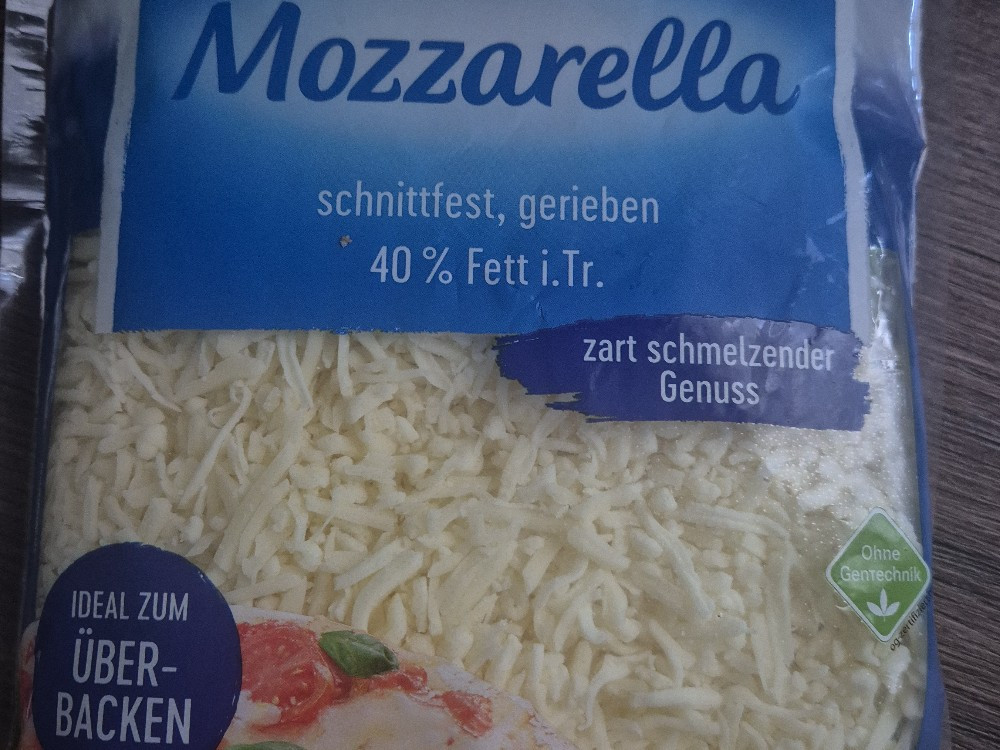 Mozzarella
schnittfest, gerieben
40 % Fett i.Tr.
zart schmelzender
Genuss
Ohne
GenTechnik
IDEAL ZUM
ÜBER-
BACKEN